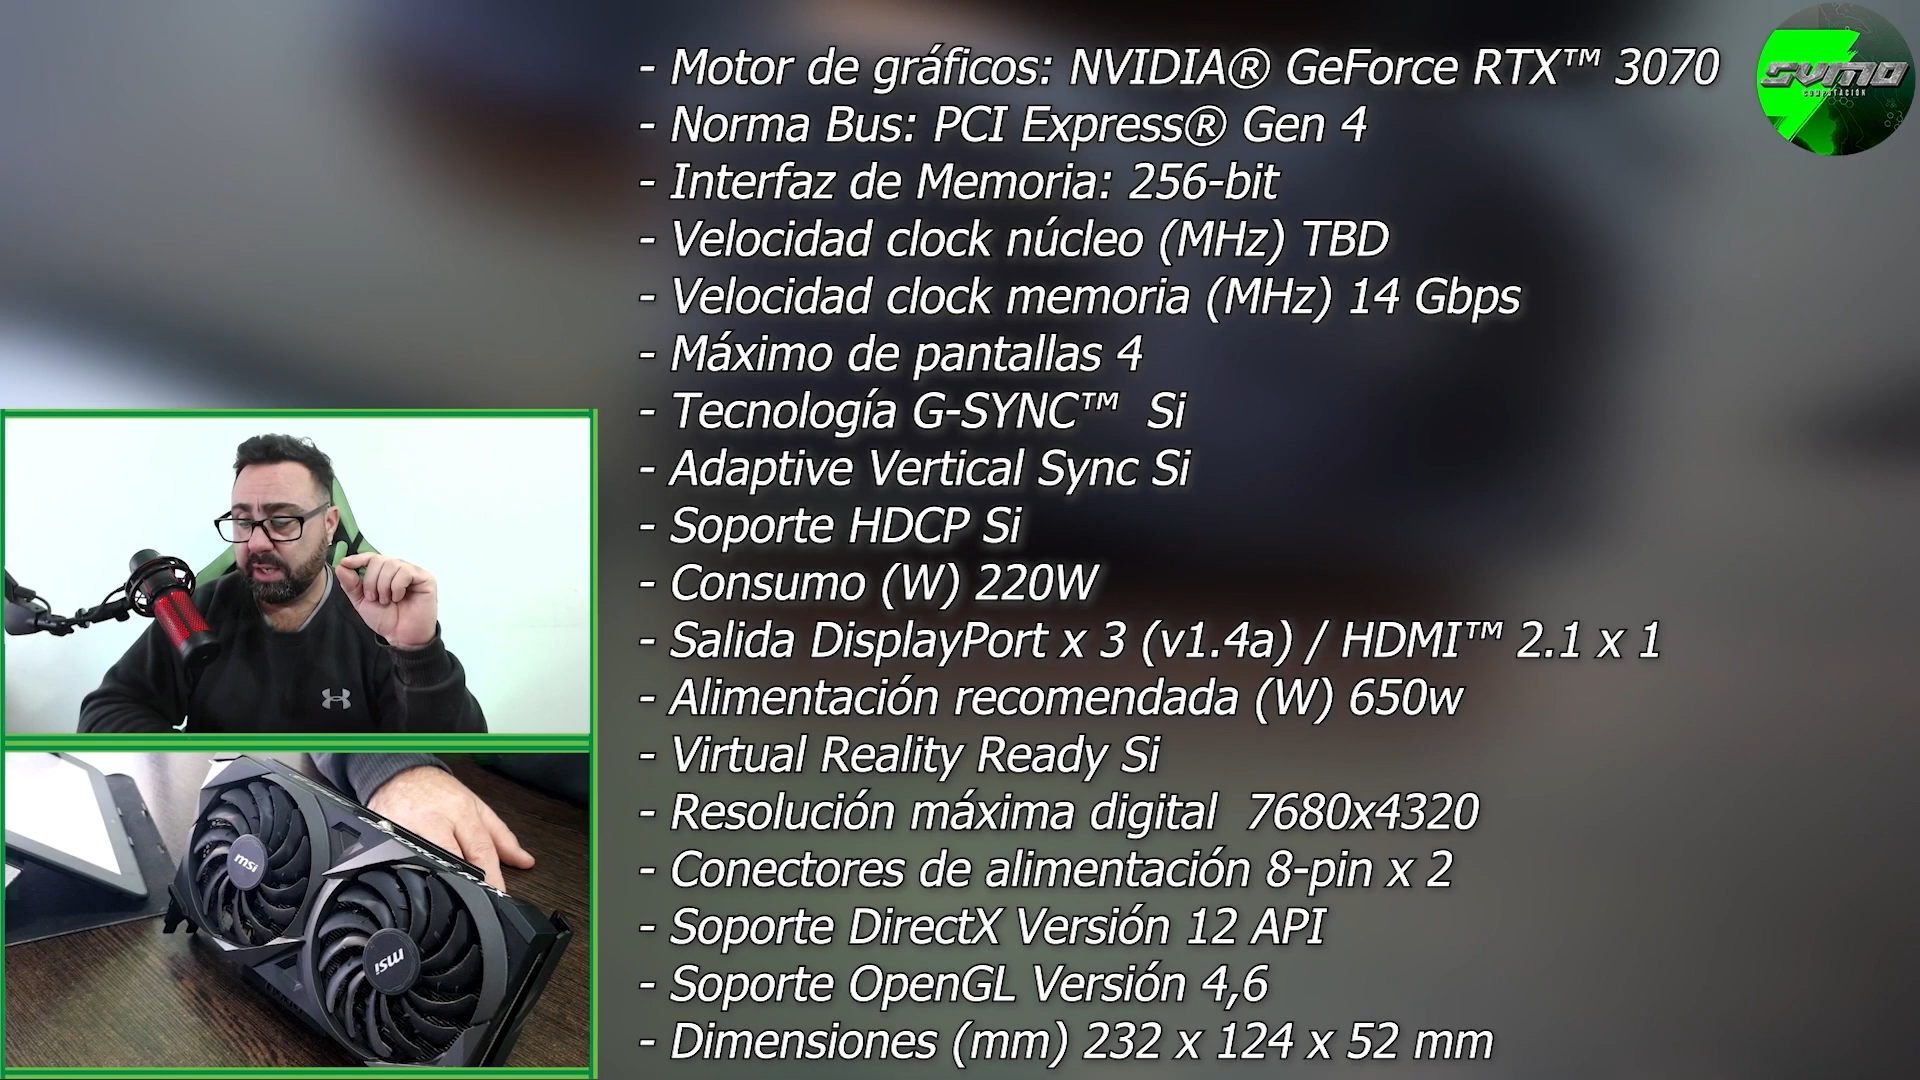 - Motor de gráficos: NVIDIA® GeForce RTX™ 3070
- Norma Bus: PCI Express® Gen 4
- Interfaz de Memoria: 256-bit
- Velocidad clock núcleo (MHz) TBD
- Velocidad clock memoria (MHz) 14 Gbps
- Máximo de pantallas 4
- Tecnología G-SYNC™  Si
- Adaptive Vertical Sync Si
- Soporte HDCP Si
- Consumo (W) 220W
- Salida DisplayPort x 3 (v1.4a) / HDMI™ 2.1 x 1
- Alimentación recomendada (W) 650w
- Virtual Reality Ready Si
- Resolución máxima digital  7680x4320
- Conectores de alimentación 8-pin x 2
- Soporte DirectX Versión 12 API
- Soporte OpenGL Versión 4,6
- Dimensiones (mm) 232 x 124 x 52 mm
SYMO
COMPUTACIÓN
msi
msi